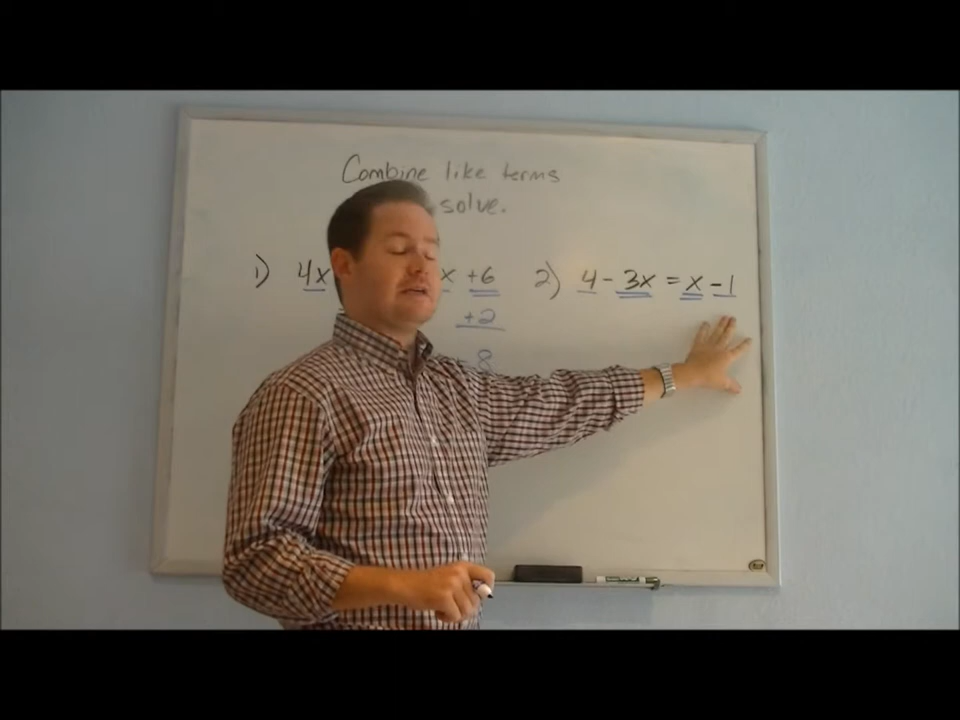 Combine like terms
solve.
1) 4x x +6 2) 4 - 3x = x - 1
+2
8